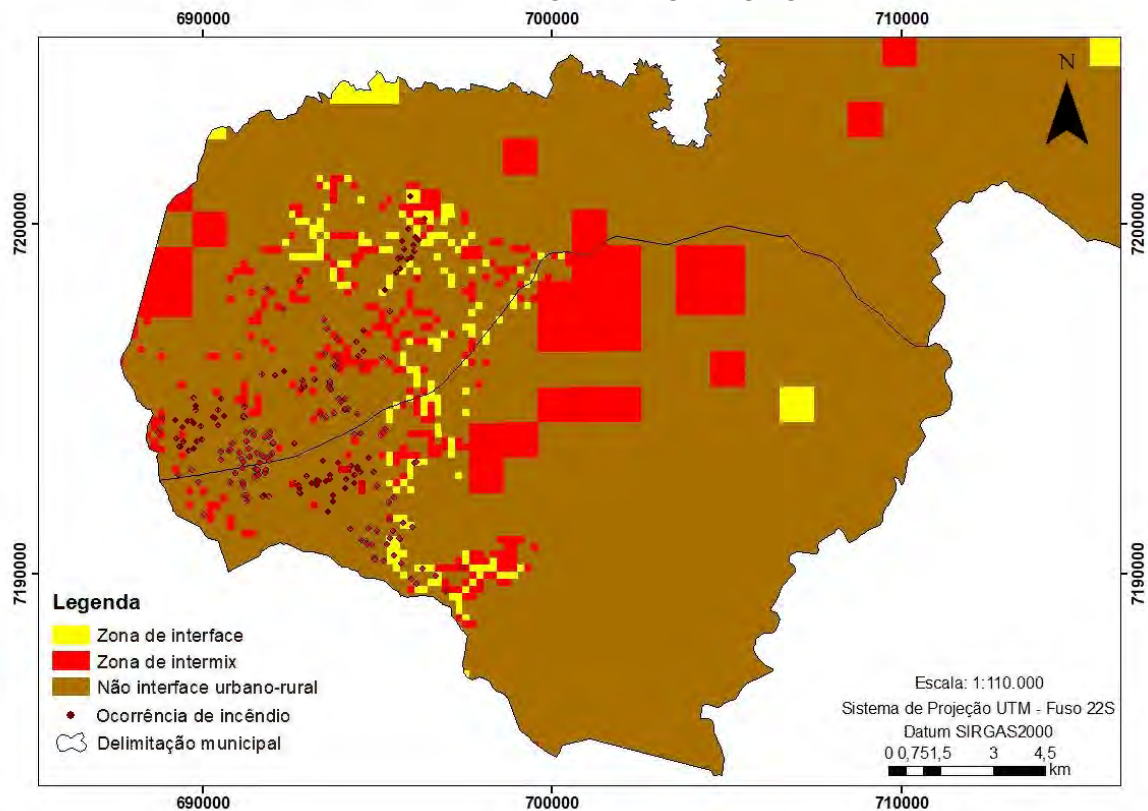 690000 700000 710000
N
7200000 7200000
7190000 7190000
Legenda
Zona de interface
Zona de intermix
Não interface urbano-rural
Ocorrência de incêndio
Delimitação municipal
Escala: 1:110.000
Sistema de Projeção UTM - Fuso 22S
Datum SIRGAS2000
0 0,751,5 3 4,5
km
690000 700000 710000